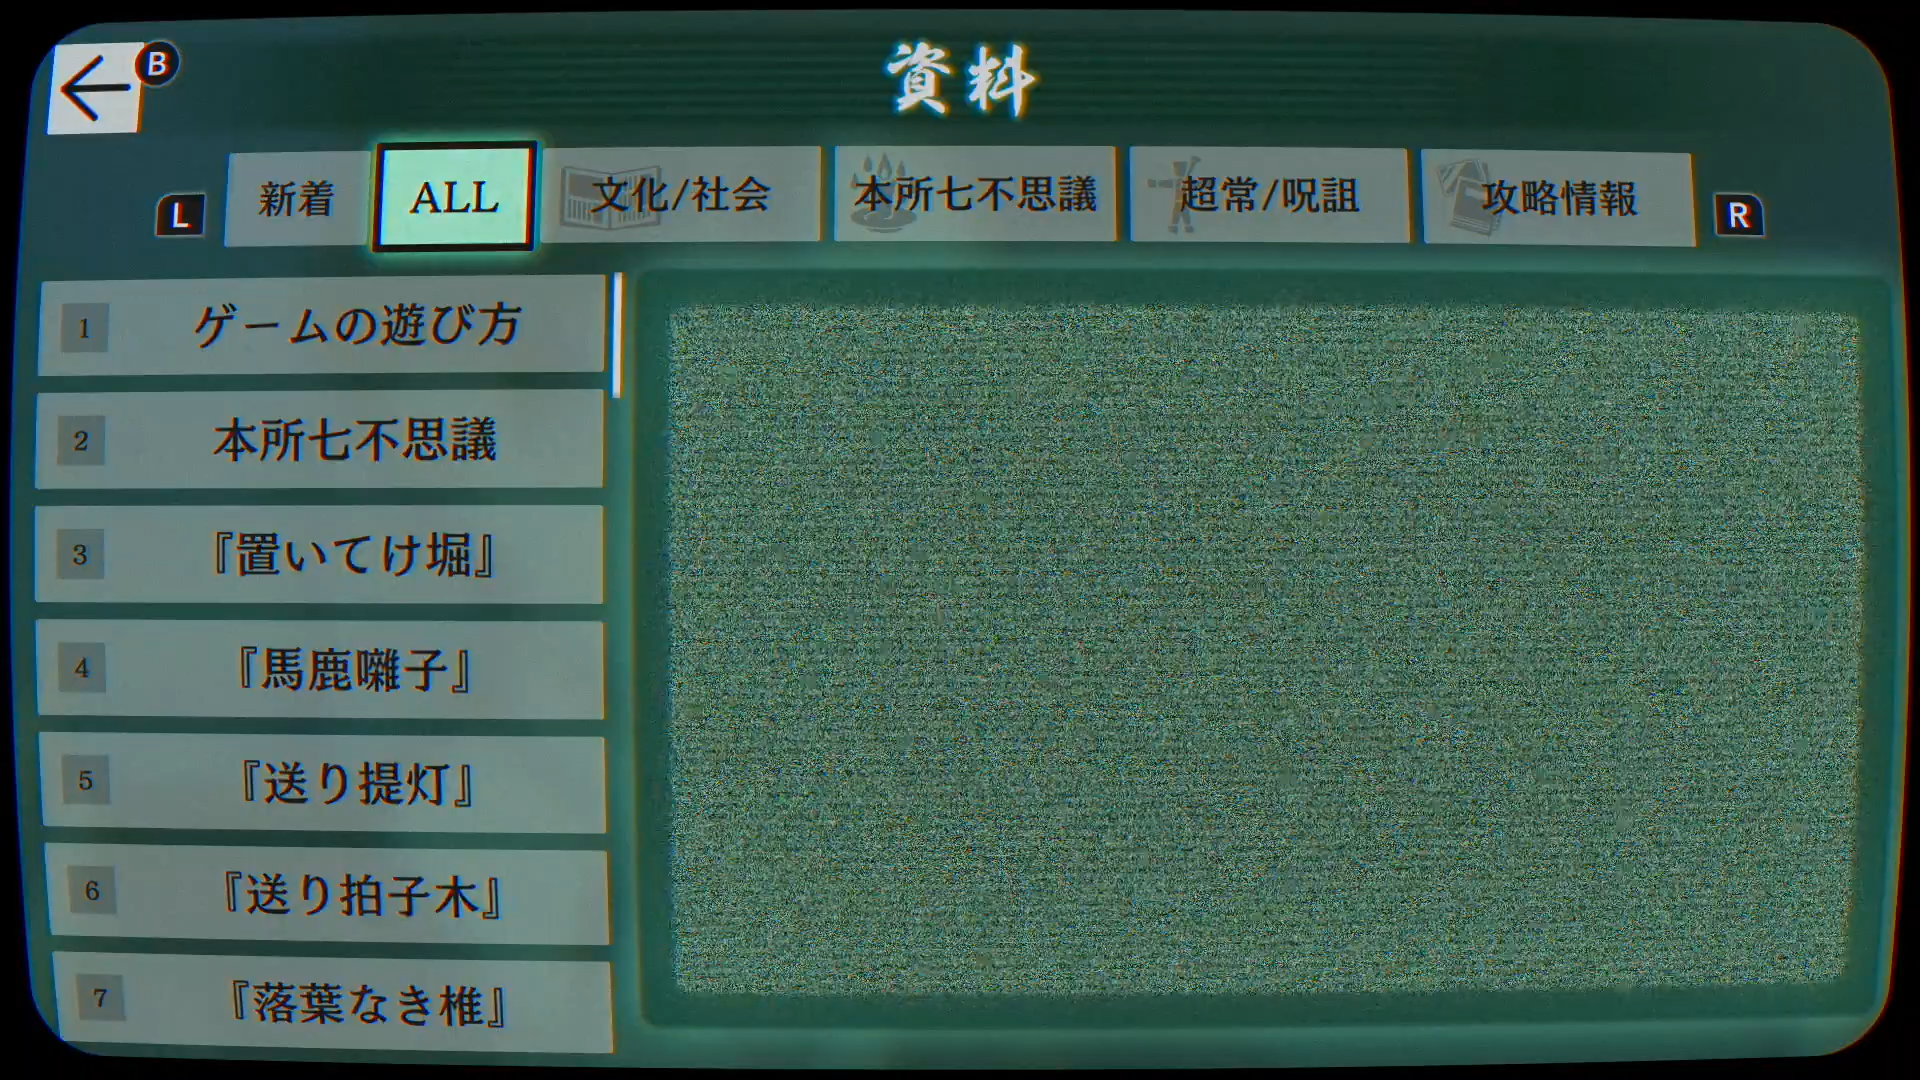 B
資料
L
新着
ALL
文化/社会
本所七不思議
超常/呪詛
攻略情報
R
1 ゲームの遊び方
2 本所七不思議
3 『置いてけ堀』
4 『馬鹿囃子』
5 『送り提灯』
6 『送り拍子木』
7 『落葉なき椎』